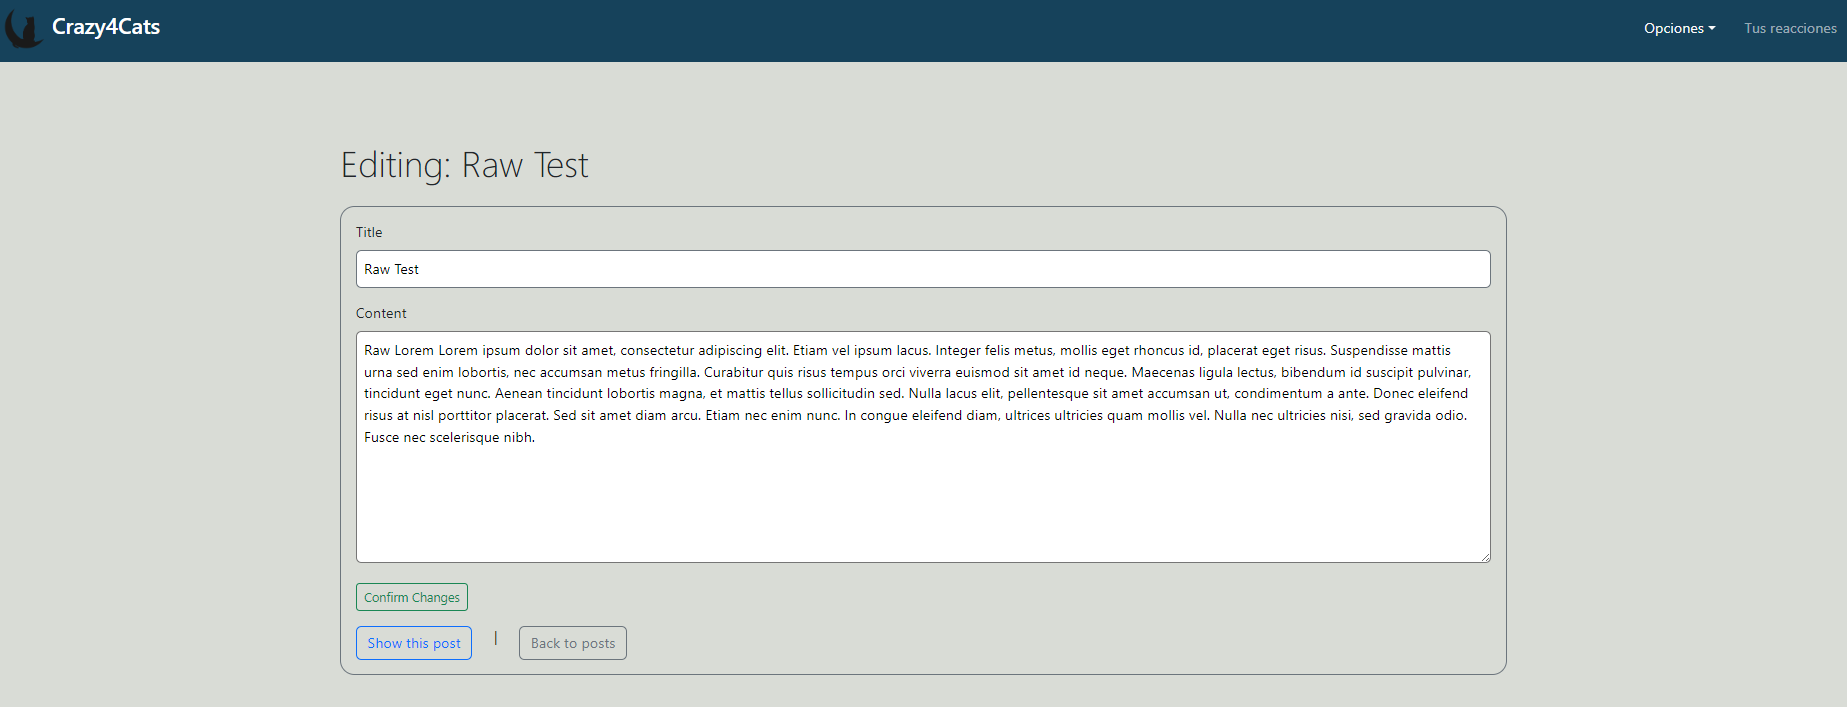 Crazy4Cats
Opciones
Tus reacciones
Editing: Raw Test
Title
Raw Test
Content
Raw Lorem Lorem ipsum dolor sit amet, consectetur adipiscing elit. Etiam vel ipsum lacus. Integer felis metus, mollis eget rhoncus id, placerat eget risus. Suspendisse mattis
urna sed enim lobortis, nec accumsan metus fringilla. Curabitur quis risus tempus orci viverra euismod sit amet id neque. Maecenas ligula lectus, bibendum id suscipit pulvinar,
tincidunt eget nunc. Aenean tincidunt lobortis magna, et mattis tellus sollicitudin sed. Nulla lacus elit, pellentesque sit amet accumsan ut, condimentum a ante. Donec eleifend
risus at nisl porttitor placerat. Sed sit amet diam arcu. Etiam nec enim nunc. In congue eleifend diam, ultrices ultricies quam mollis vel. Nulla nec ultricies nisi, sed gravida odio.
Fusce nec scelerisque nibh.
Confirm Changes
Show this post | Back to posts